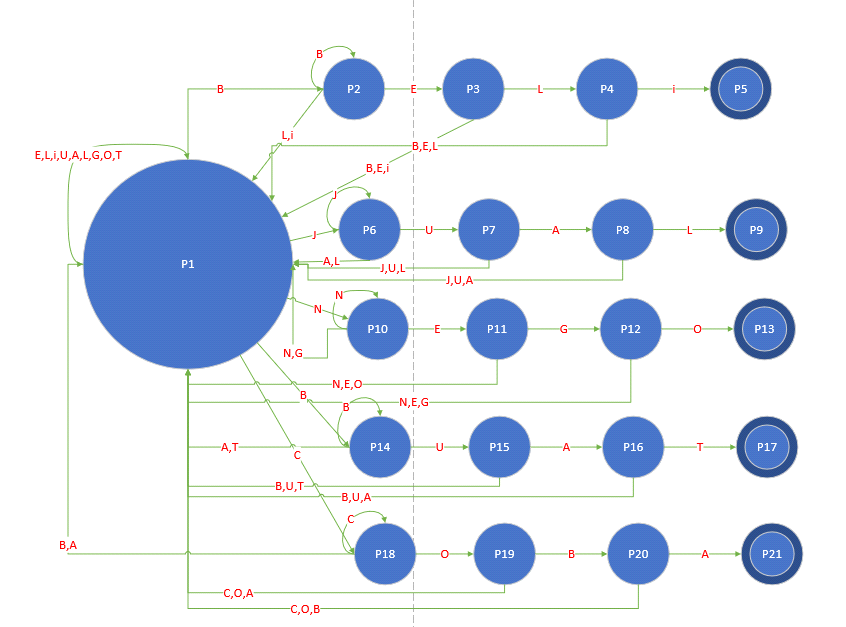 B
B
P2
E
P3
L
P4
i
P5
L,i
B,E,L
E,L,i,U,A,L,G,O,T
B,E,i
J
J
P6
U
P7
A
P8
L
P9
P1
A,L
J,U,L
J,U,A
N
N
P10
E
P11
G
P12
O
P13
N,G
N,E,O
B
N,E,G
B
A,T
P14
U
P15
A
P16
T
P17
C
B,U,T
B,U,A
C
B,A
P18
O
P19
B
P20
A
P21
C,O,A
C,O,B